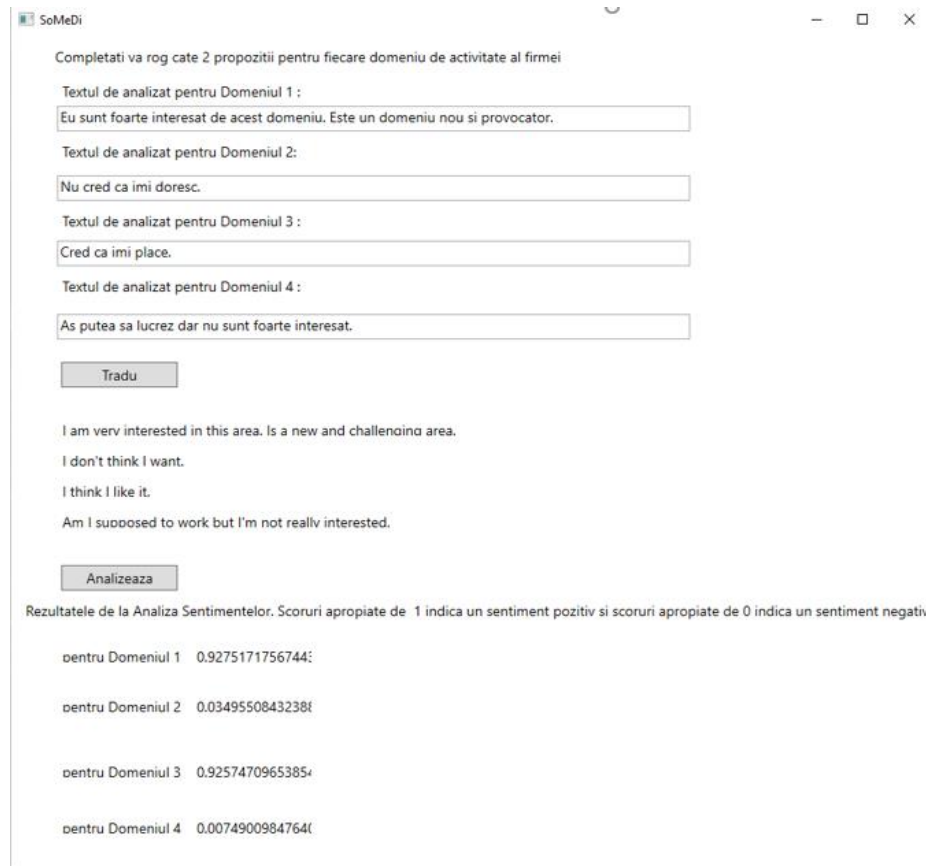 SoMeDi
Completati va rog cate 2 propozitii pentru fiecare domeniu de activitate al firmei
Textul de analizat pentru Domeniul 1 :
Eu sunt foarte interesat de acest domeniu. Este un domeniu nou si provocator.
Textul de analizat pentru Domeniul 2:
Nu cred ca imi doresc.
Textul de analizat pentru Domeniul 3 :
Cred ca imi place.
Textul de analizat pentru Domeniul 4 :
As putea sa lucrez dar nu sunt foarte interesat.
Tradu
I am very interested in this area. Is a new and challenging area.
I don't think I want.
I think I like it.
Am I supposed to work but I'm not really interested.
Analizeaza
Rezultatele de la Analiza Sentimentelor. Scoruri apropiate de 1 indica un sentiment pozitiv si scoruri apropiate de 0 indica un sentiment negativ
pentru Domeniul 1 0.92751717567443
pentru Domeniul 2 0.0349550843238
pentru Domeniul 3 0.925747096538
pentru Domeniul 4 0.007490098476